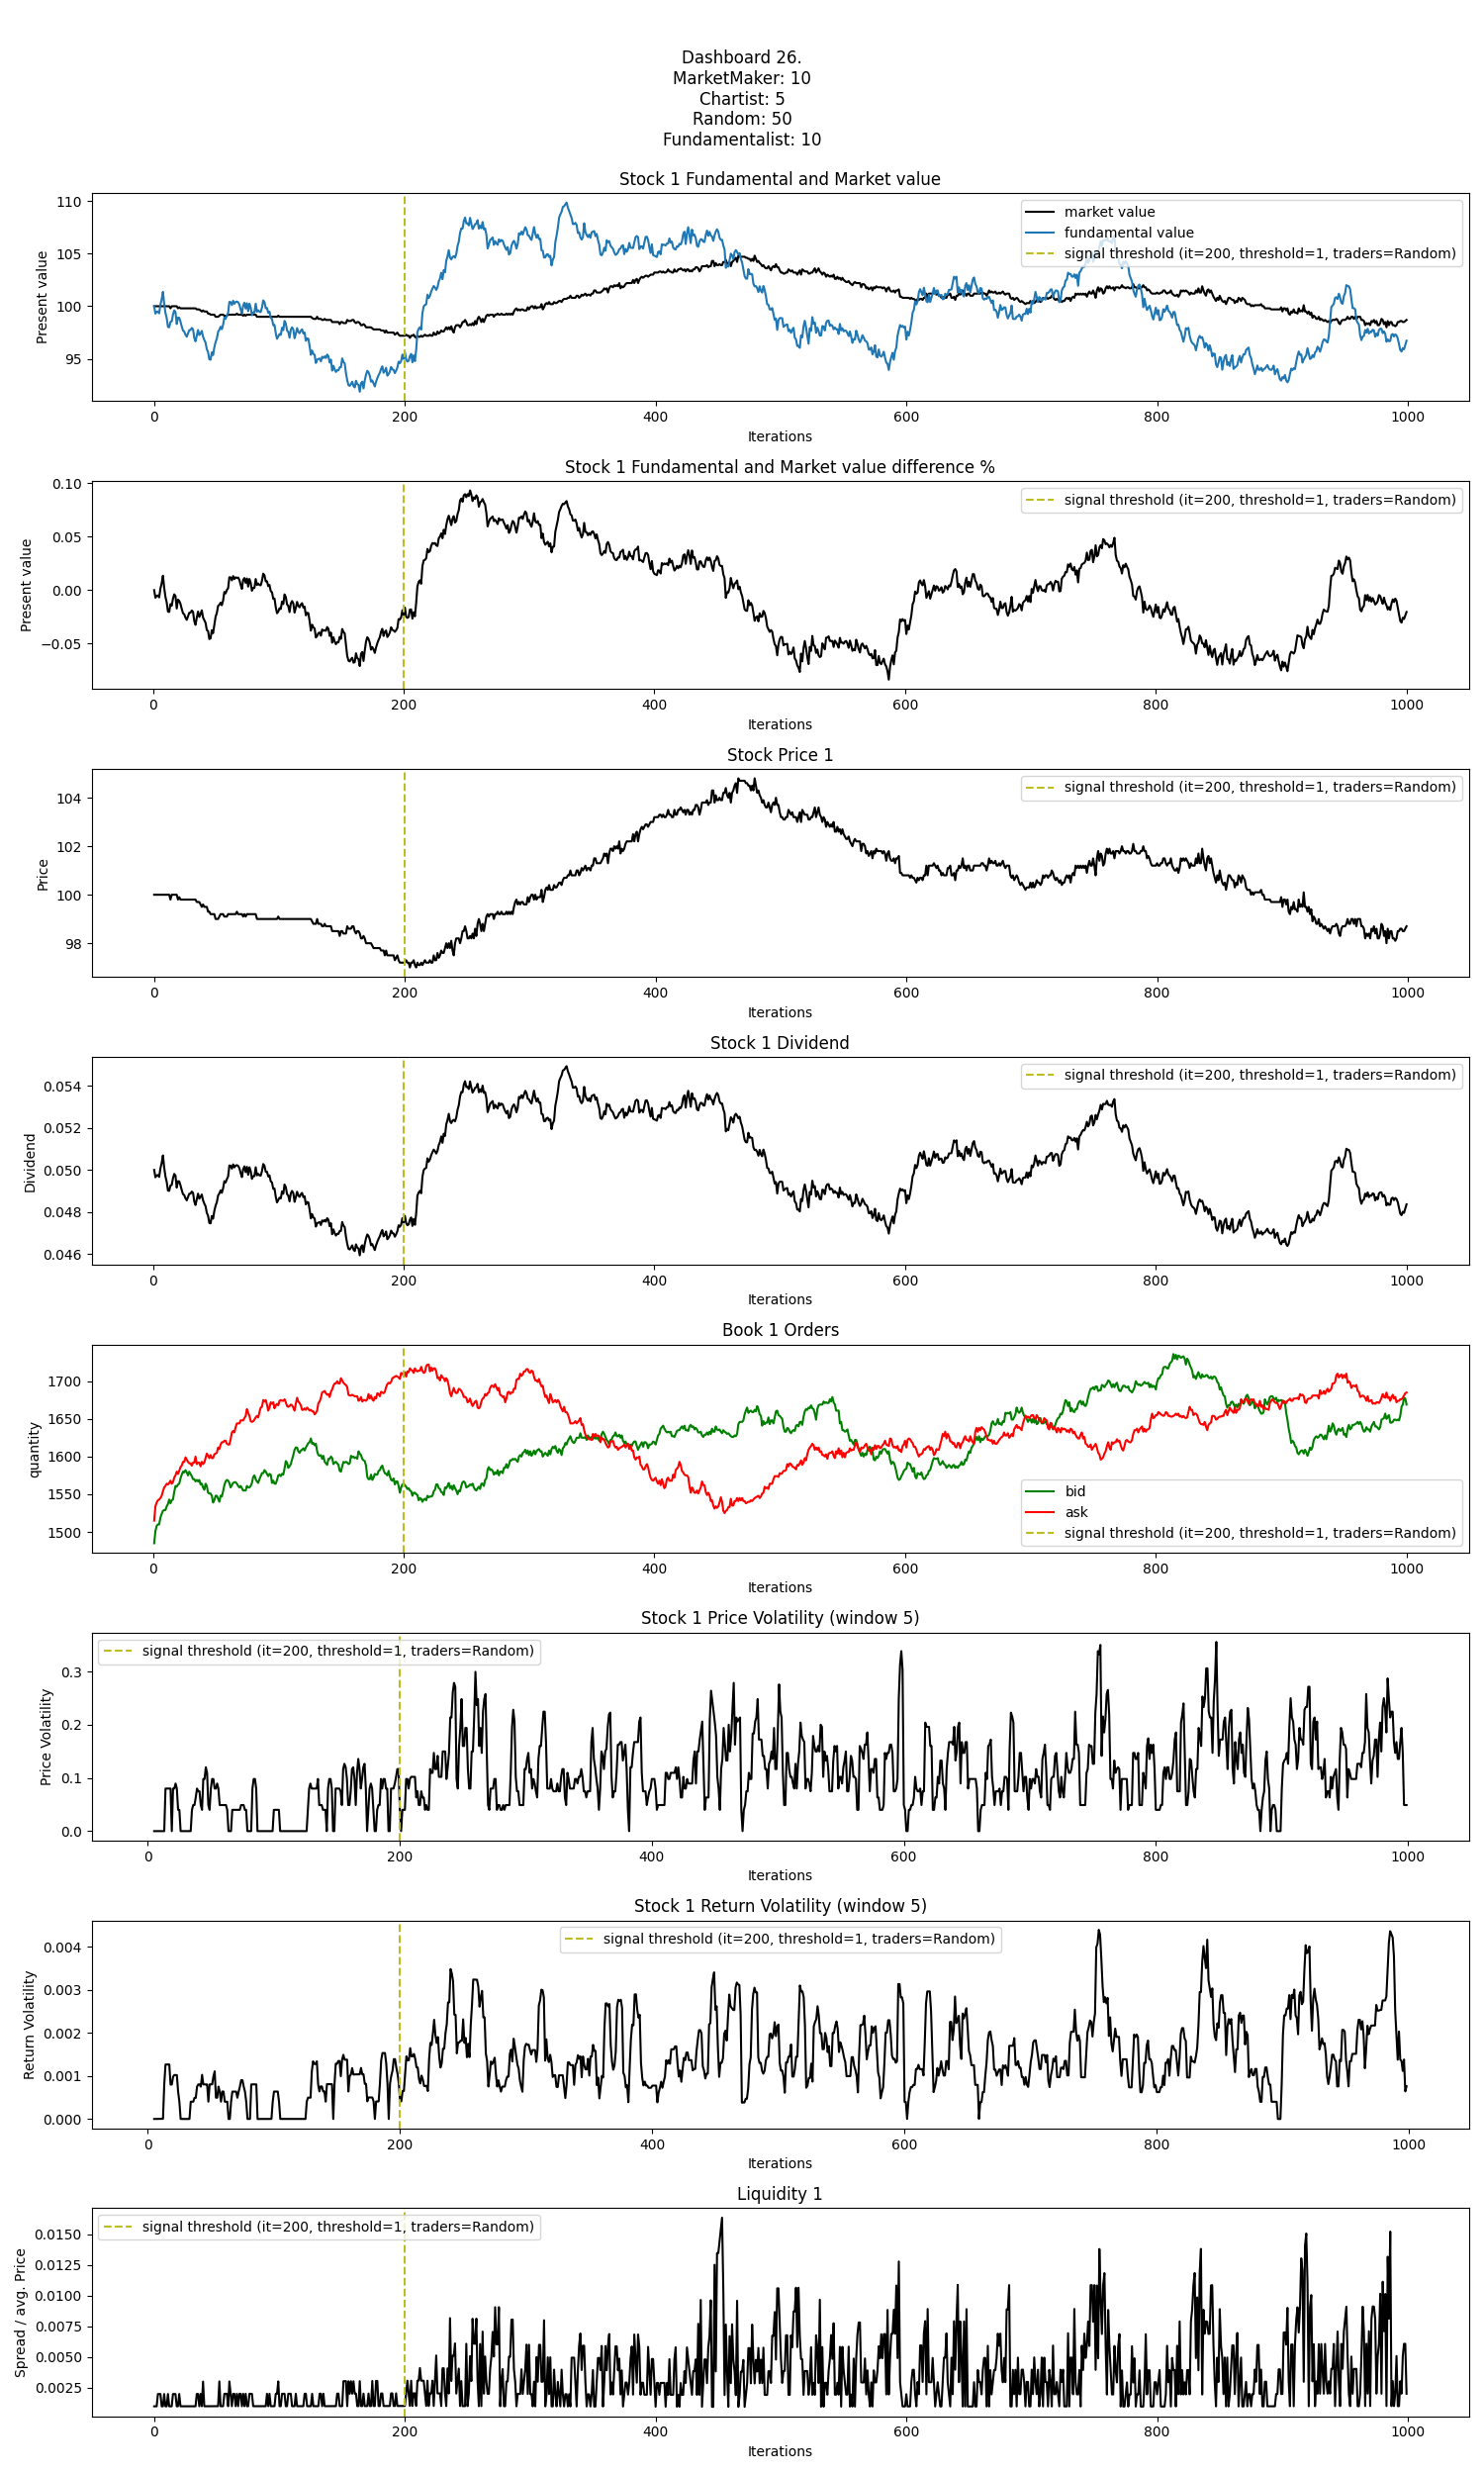 Dashboard 26.
MarketMaker: 10
Chartist: 5
Random: 50
Fundamentalist: 10
Stock 1 Fundamental and Market value
110
105
100
95
Present value
market value
fundamental value
signal threshold (it=200, threshold=1, traders=Random)
0 200 400 600 800 1000
Iterations
Stock 1 Fundamental and Market value difference %
0.10
0.05
0.00
−0.05
Present value
signal threshold (it=200, threshold=1, traders=Random)
0 200 400 600 800 1000
Iterations
Stock Price 1
104
102
100
98
Price
signal threshold (it=200, threshold=1, traders=Random)
0 200 400 600 800 1000
Iterations
Stock 1 Dividend
0.054
0.052
0.050
0.048
0.046
Dividend
signal threshold (it=200, threshold=1, traders=Random)
0 200 400 600 800 1000
Iterations
Book 1 Orders
1700
1650
1600
1550
1500
quantity
bid
ask
signal threshold (it=200, threshold=1, traders=Random)
0 200 400 600 800 1000
Iterations
Stock 1 Price Volatility (window 5)
signal threshold (it=200, threshold=1, traders=Random)
0.3
0.2
0.1
0.0
Price Volatility
0 200 400 600 800 1000
Iterations
Stock 1 Return Volatility (window 5)
signal threshold (it=200, threshold=1, traders=Random)
0.004
0.003
0.002
0.001
0.000
Return Volatility
0 200 400 600 800 1000
Iterations
Liquidity 1
signal threshold (it=200, threshold=1, traders=Random)
0.0150
0.0125
0.0100
0.0075
0.0050
0.0025
Spread / avg. Price
0 200 400 600 800 1000
Iterations